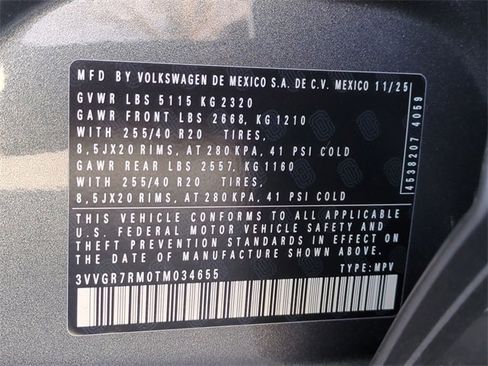 MFD BY VOLKSWAGEN DE MEXICO S.A. DE C.V. MEXICO 11/25
GVWR LBS 5115 KG 2320
GAWR FRONT LBS 2668, KG 1210
WITH 255/40 R20 TIRES,
8,5JX20 RIMS, AT 280 KPA, 41 PSI COLD
GAWR REAR LBS 2557, KG 1160
WITH 255/40 R20 TIRES,
8,5JX20 RIMS, AT 280 KPA, 41 PSI COLD
THIS VEHICLE CONFORMS TO ALL APPLICABLE
U.S. FEDERAL MOTOR VEHICLE SAFETY AND
THEFT PREVENTION STANDARDS IN EFFECT ON THE
DATE OF MANUFACTURE SHOWN ABOVE.
3VVGR7RM0TM034655 TYPE: MPV
4538207 4059